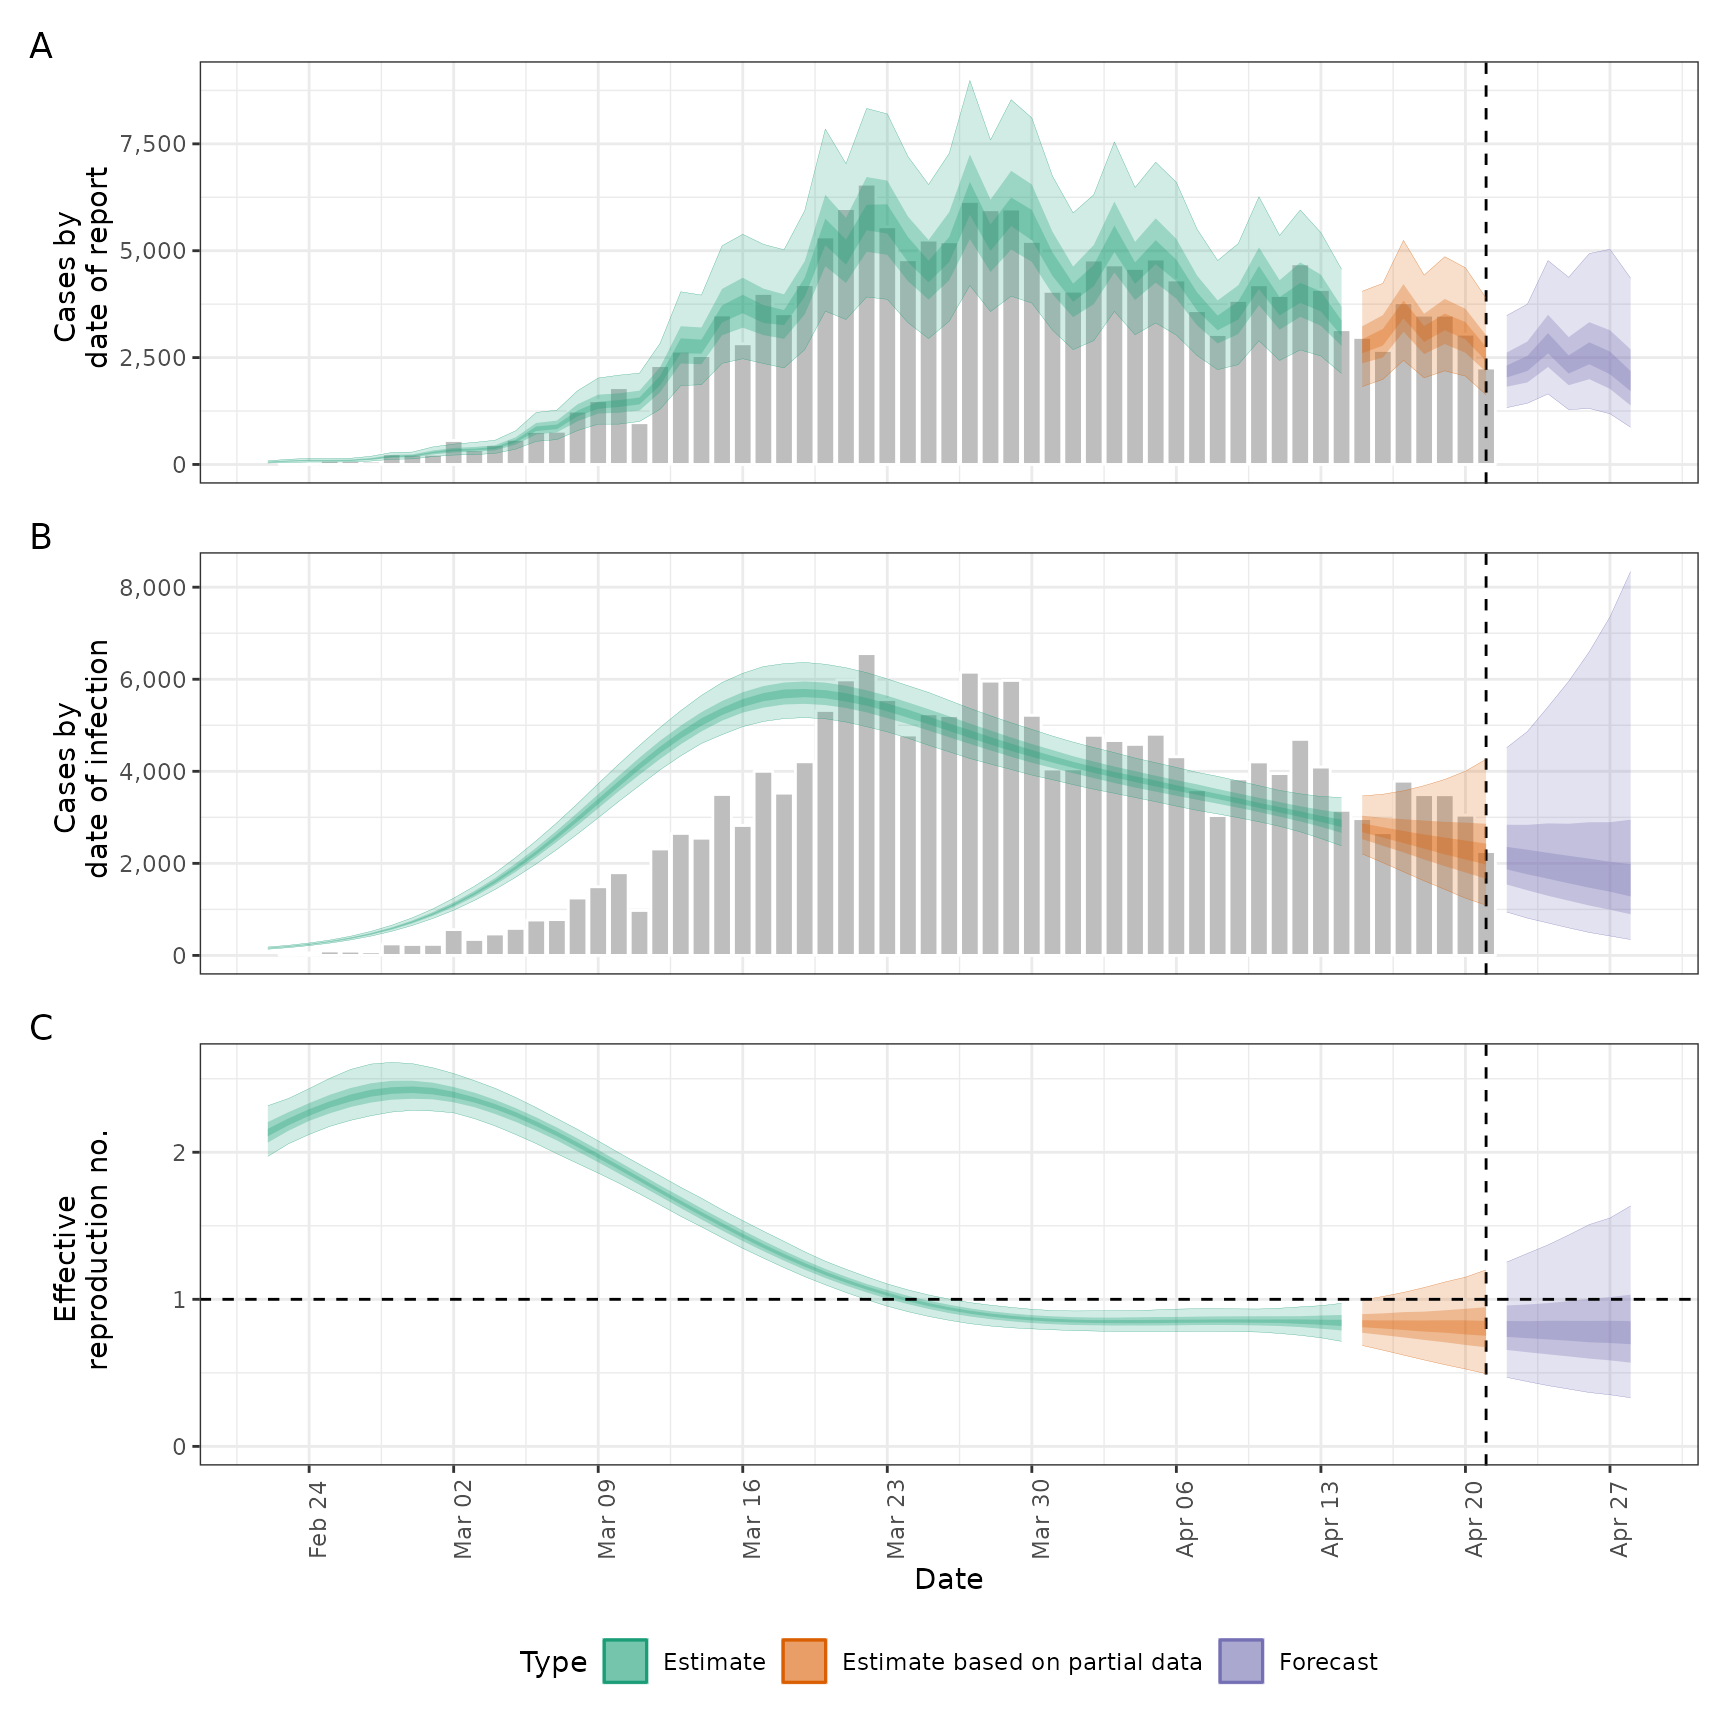 A
Cases by
date of report
7,500
5,000
2,500
0
B
Cases by
date of infection
8,000
6,000
4,000
2,000
0
C
Effective
reproduction no.
2
1
0
Feb 24
Mar 02
Mar 09
Mar 16
Mar 23
Mar 30
Apr 06
Apr 13
Apr 20
Apr 27
Date
Type Estimate Estimate based on partial data Forecast